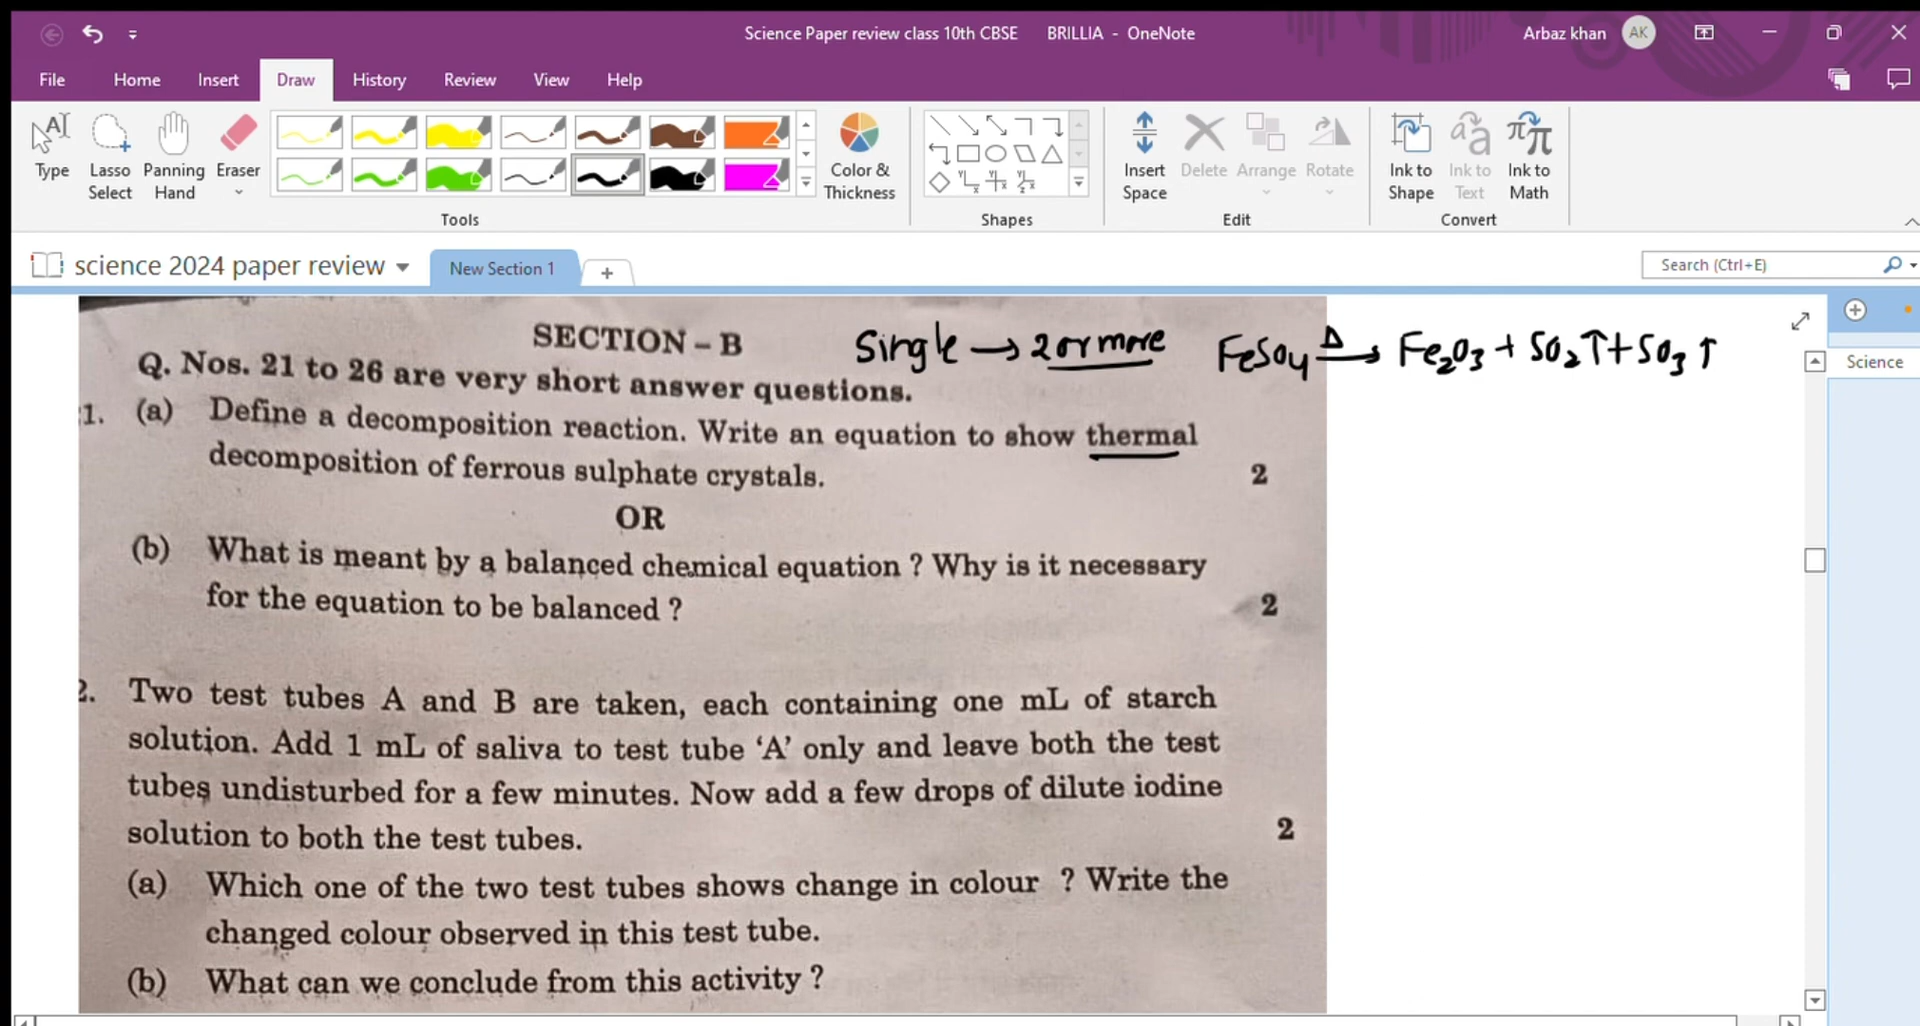 Science Paper review class 10th CBSE BRILLIA - OneNote
Arbaz khan AK
File Home Insert Draw History Review View Help
Type Lasso Select Panning Hand Eraser
Color & Thickness
Insert Space Delete Arrange Rotate
Ink to Shape Ink to Text Ink to Math
Tools Shapes Edit Convert
science 2024 paper review New Section 1 +
Search (Ctrl+E)
Science
SECTION – B
Single → 2 or more FeSO4 Δ→ Fe2O3 + SO2↑ + SO3↑
Q. Nos. 21 to 26 are very short answer questions.
1. (a) Define a decomposition reaction. Write an equation to show thermal
decomposition of ferrous sulphate crystals. 2
OR
(b) What is meant by a balanced chemical equation ? Why is it necessary
for the equation to be balanced ? 2
2. Two test tubes A and B are taken, each containing one mL of starch
solution. Add 1 mL of saliva to test tube ‘A’ only and leave both the test
tubes undisturbed for a few minutes. Now add a few drops of dilute iodine
solution to both the test tubes. 2
(a) Which one of the two test tubes shows change in colour ? Write the
changed colour observed in this test tube.
(b) What can we conclude from this activity ?